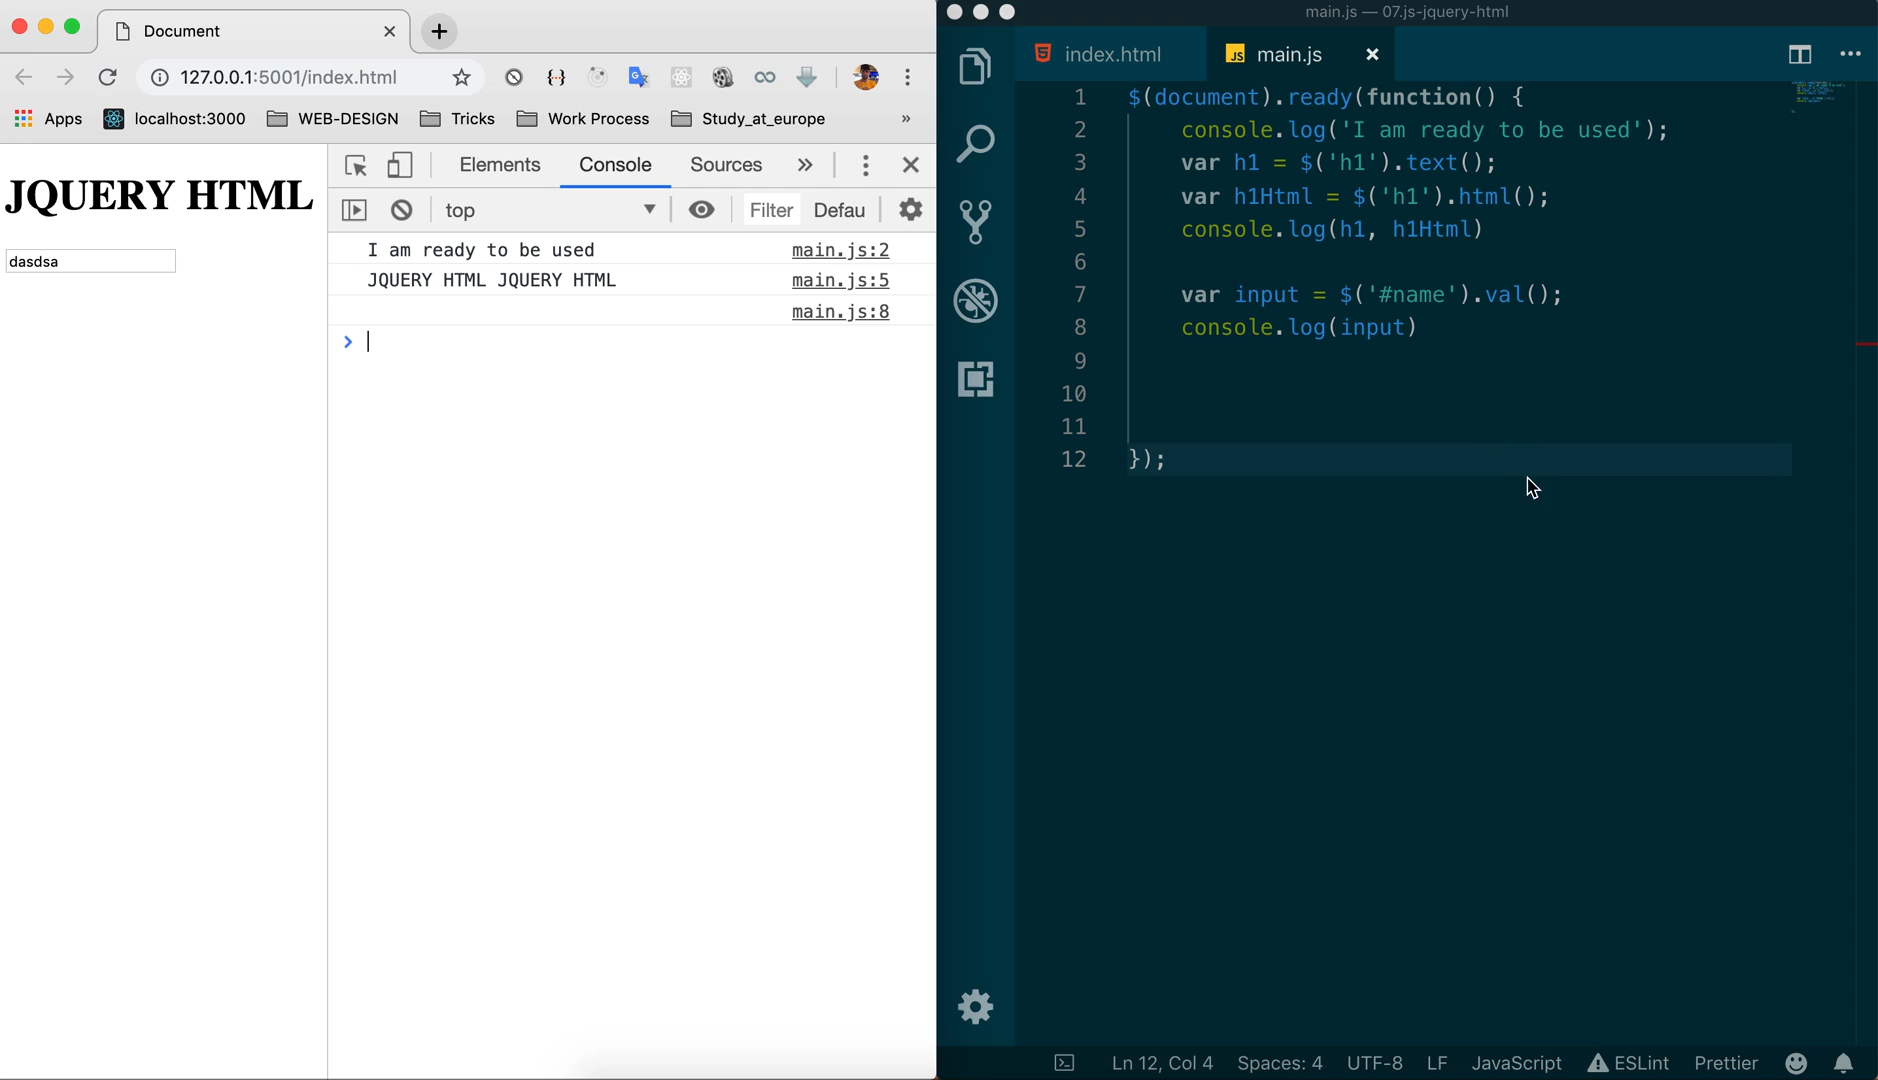 Document
127.0.0.1:5001/index.html
Apps localhost:3000 WEB-DESIGN Tricks Work Process Study_at_europe »
JQUERY HTML
dasdsa
Elements Console Sources »
top Filter Defau
I am ready to be used main.js:2
JQUERY HTML JQUERY HTML main.js:5
main.js:8
main.js — 07.js-jquery-html
index.html JS main.js
1 $(document).ready(function() {
2 console.log('I am ready to be used');
3 var h1 = $('h1').text();
4 var h1Html = $('h1').html();
5 console.log(h1, h1Html)
6
7 var input = $('#name').val();
8 console.log(input)
9
10
11
12 });
Ln 12, Col 4 Spaces: 4 UTF-8 LF JavaScript ESLint Prettier